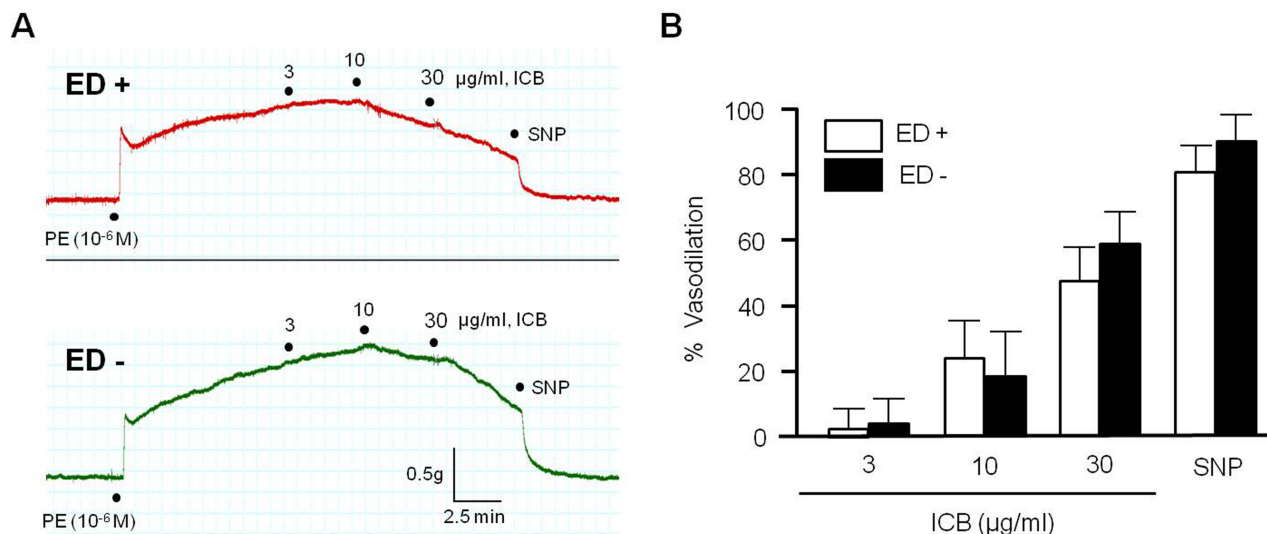 A
ED +
3
10
30
µg/ml, ICB
SNP
PE (10-6 M)
ED -
3
10
30
µg/ml, ICB
SNP
0.5g
2.5 min
PE (10-6 M)
B
ED +
ED -
% Vasodilation
100
80
60
40
20
0
3
10
30
SNP
ICB (µg/ml)